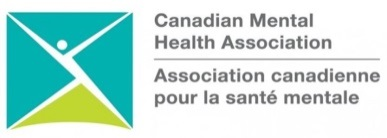 Canadian Mental
Health Association
Association canadienne
pour la santé mentale